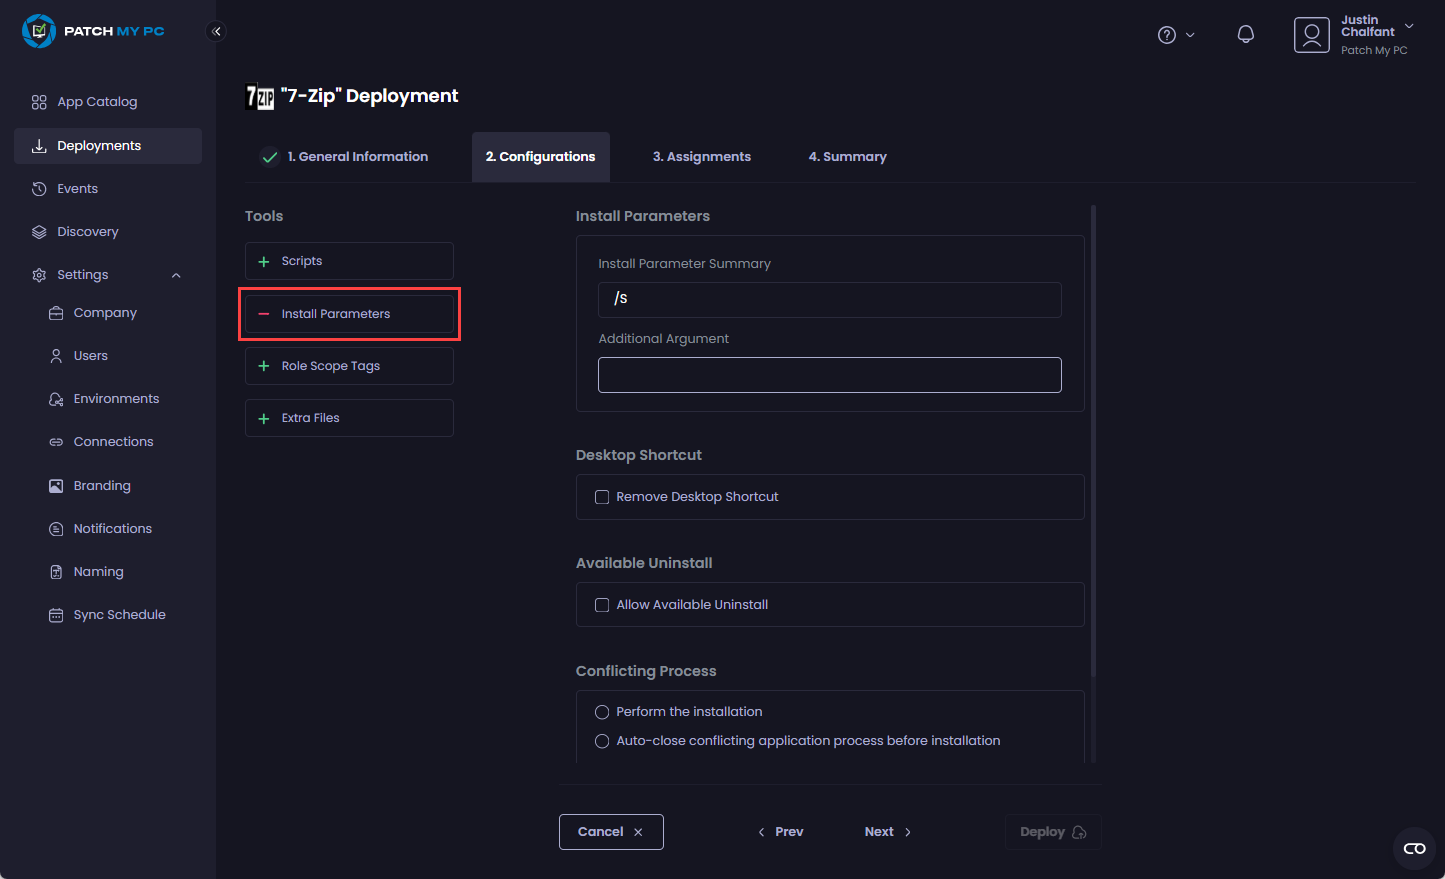 PATCH MY PC
App Catalog
Deployments
Events
Discovery
Settings
Company
Users
Environments
Connections
Branding
Notifications
Naming
Sync Schedule
Justin
Chalfant
Patch My PC
7ZIP "7-Zip" Deployment
1. General Information
2. Configurations
3. Assignments
4. Summary
Tools
Scripts
Install Parameters
Role Scope Tags
Extra Files
Install Parameters
Install Parameter Summary
/S
Additional Argument
Desktop Shortcut
Remove Desktop Shortcut
Available Uninstall
Allow Available Uninstall
Conflicting Process
Perform the installation
Auto-close conflicting application process before installation
Cancel
Prev
Next
Deploy